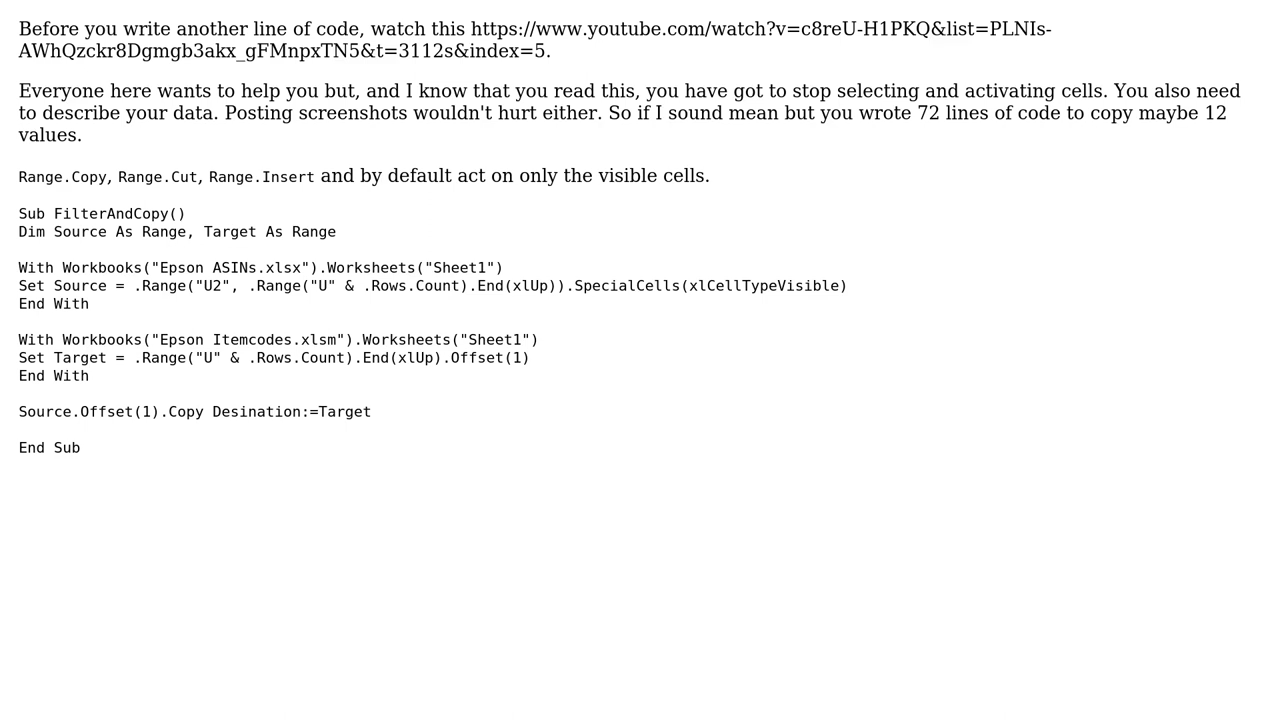 Before you write another line of code, watch this https://www.youtube.com/watch?v=c8reU-H1PKQ&list=PLNIs-
AWhQzckr8Dgmgb3akx_gFMnpxTN5&t=3112s&index=5.
Everyone here wants to help you but, and I know that you read this, you have got to stop selecting and activating cells. You also need
to describe your data. Posting screenshots wouldn't hurt either. So if I sound mean but you wrote 72 lines of code to copy maybe 12
values.
Range.Copy, Range.Cut, Range.Insert and by default act on only the visible cells.
Sub FilterAndCopy()
Dim Source As Range, Target As Range
With Workbooks("Epson ASINs.xlsx").Worksheets("Sheet1")
Set Source = .Range("U2", .Range("U" & .Rows.Count).End(xlUp)).SpecialCells(xlCellTypeVisible)
End With
With Workbooks("Epson Itemcodes.xlsm").Worksheets("Sheet1")
Set Target = .Range("U" & .Rows.Count).End(xlUp).Offset(1)
End With
Source.Offset(1).Copy Desination:=Target
End Sub